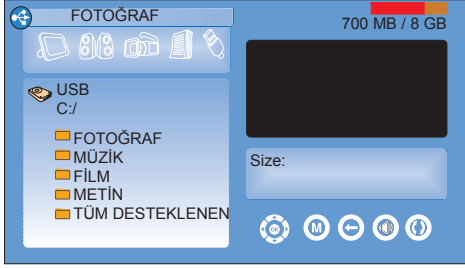 FOTOĞRAF
700 MB / 8 GB
USB
C:/
FOTOĞRAF
MÜZİK
FİLM
METİN
TÜM DESTEKLENEN
Size:
OK
M